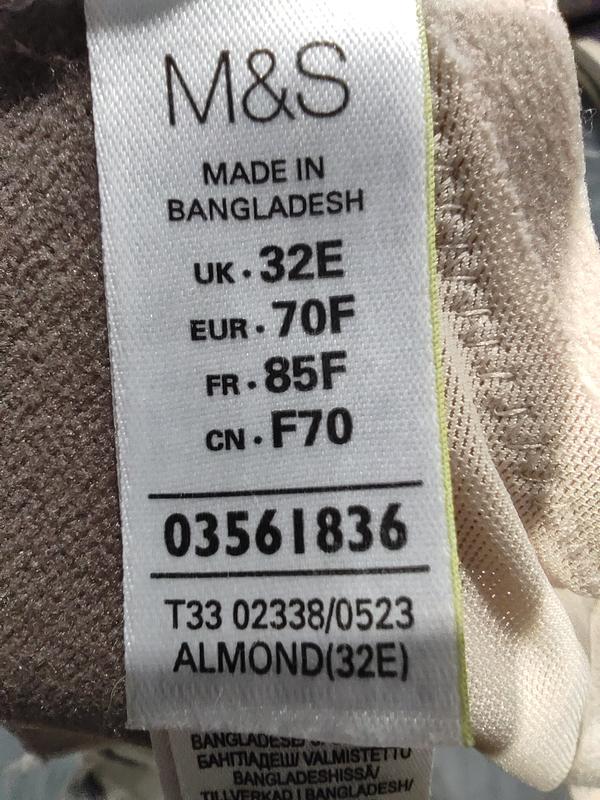 M&S
MADE IN
BANGLADESH
UK · 32E
EUR · 70F
FR · 85F
CN · F70
03561836
T33 02338/0523
ALMOND(32E)
BANGLADESE/
БАНГЛАДЕШ/ VALMISTETTU
BANGLADESHISSA/
TILLVERKAD I BANGLADESH/